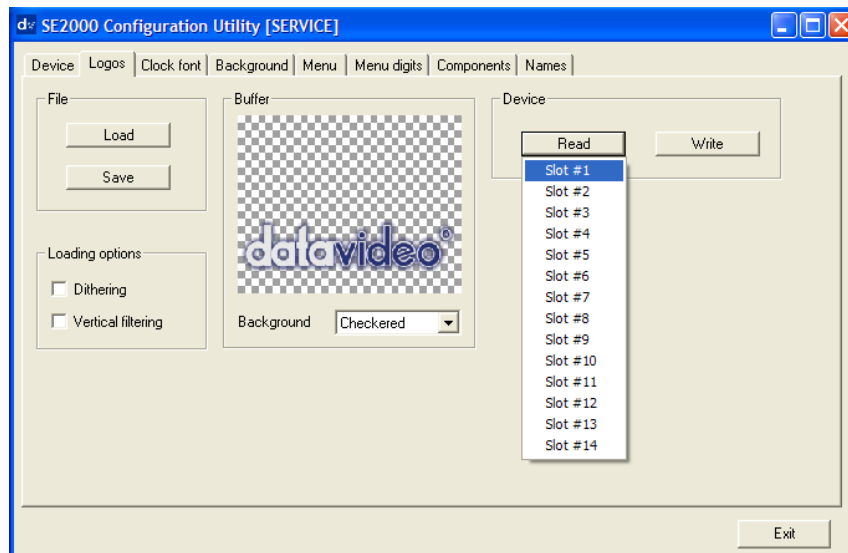 SE2000 Configuration Utility [SERVICE]
Device Logos Clock font Background Menu Menu digits Components Names
File
Load
Save
Loading options
Dithering
Vertical filtering
Buffer
datavideo®
Background Checkered
Device
Read Write
Slot #1
Slot #2
Slot #3
Slot #4
Slot #5
Slot #6
Slot #7
Slot #8
Slot #9
Slot #10
Slot #11
Slot #12
Slot #13
Slot #14
Exit